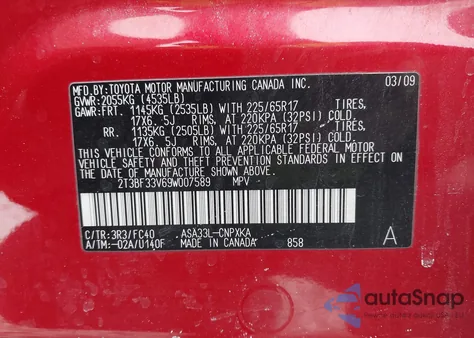 MFD. BY: TOYOTA MOTOR MANUFACTURING CANADA INC. 03/09
GVWR: 2055KG (4535LB)
GAWR: FRT. 1145KG (2535LB) WITH 225/65R17 TIRES,
17X6. 5J RIMS, AT 220KPA (32PSI) COLD
RR. 1135KG (2505LB) WITH 225/65R17 TIRES,
17X6. 5J RIMS, AT 220KPA (32PSI) COLD
THIS VEHICLE CONFORMS TO ALL APPLICABLE FEDERAL MOTOR
VEHICLE SAFETY AND THEFT PREVENTION STANDARDS IN EFFECT ON
THE DATE OF MANUFACTURE SHOWN ABOVE.
2T3BF33V69W007589 MPV
C/TR: 3R3/FC40 ASA33L-CNPXKA
A/TM: -02A/U140F MADE IN CANADA 858 A
autoSnap